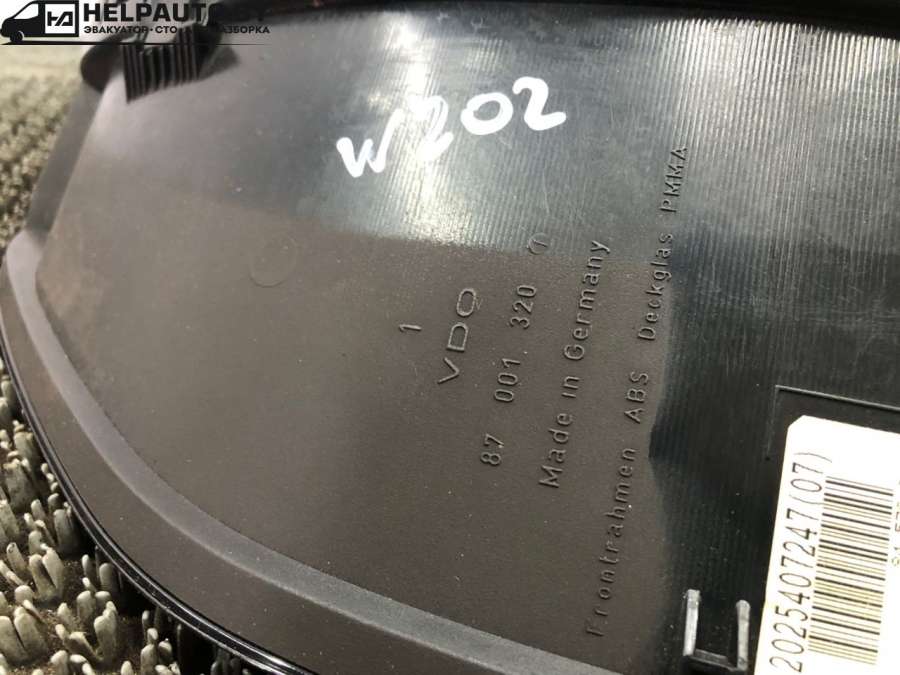 HELPAUTO
ЭВАКУАТОР СТО РАЗБОРКА
W202
1
VDO
87 001 320
Made in Germany
Frontrahmen ABS Deckglas PMMA
2025407247(07)